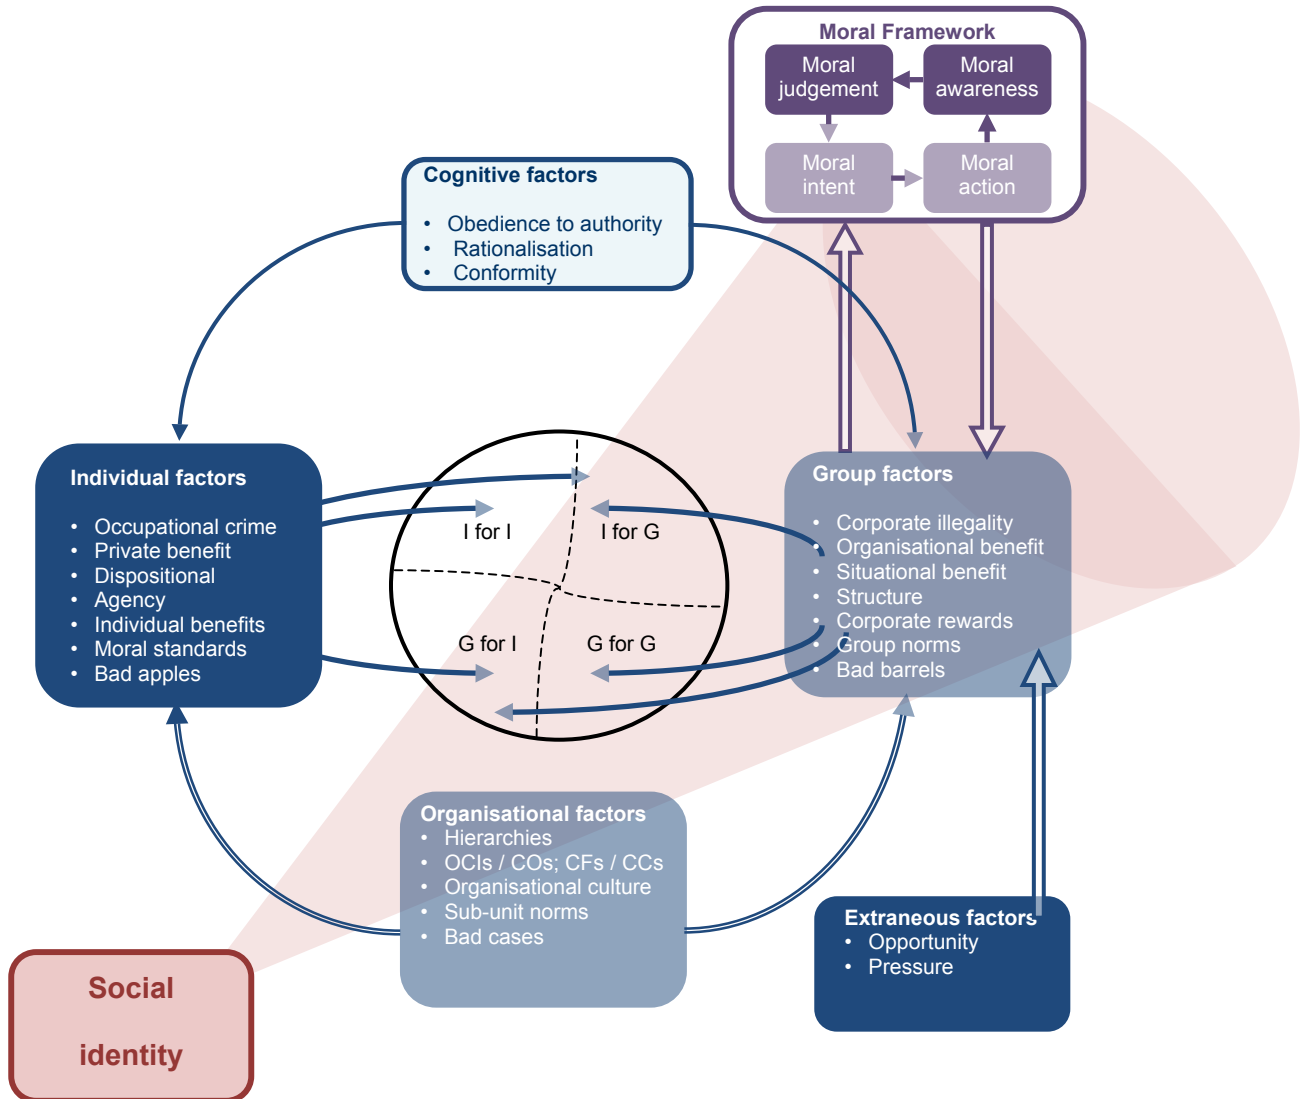 Moral Framework
Moral
judgement
Moral
awareness
Moral
intent
Moral
action
Cognitive factors
• Obedience to authority
• Rationalisation
• Conformity
Individual factors
• Occupational crime
• Private benefit
• Dispositional
• Agency
• Individual benefits
• Moral standards
• Bad apples
I for I
I for G
G for I
G for G
Group factors
• Corporate illegality
• Organisational benefit
• Situational benefit
• Structure
• Corporate rewards
• Group norms
• Bad barrels
Organisational factors
• Hierarchies
• OCIs / COs; CFs / CCs
• Organisational culture
• Sub-unit norms
• Bad cases
Extraneous factors
• Opportunity
• Pressure
Social
identity